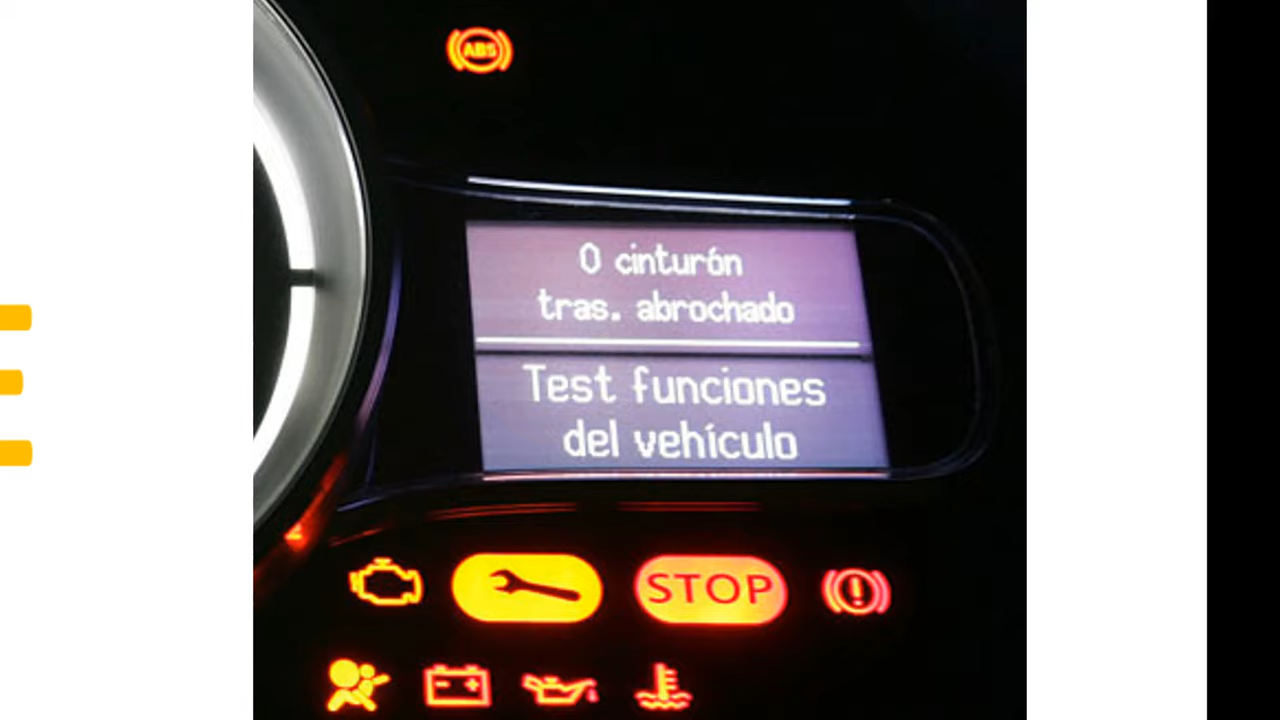 ABS
0 cinturón
tras. abrochado
Test funciones
del vehículo
STOP